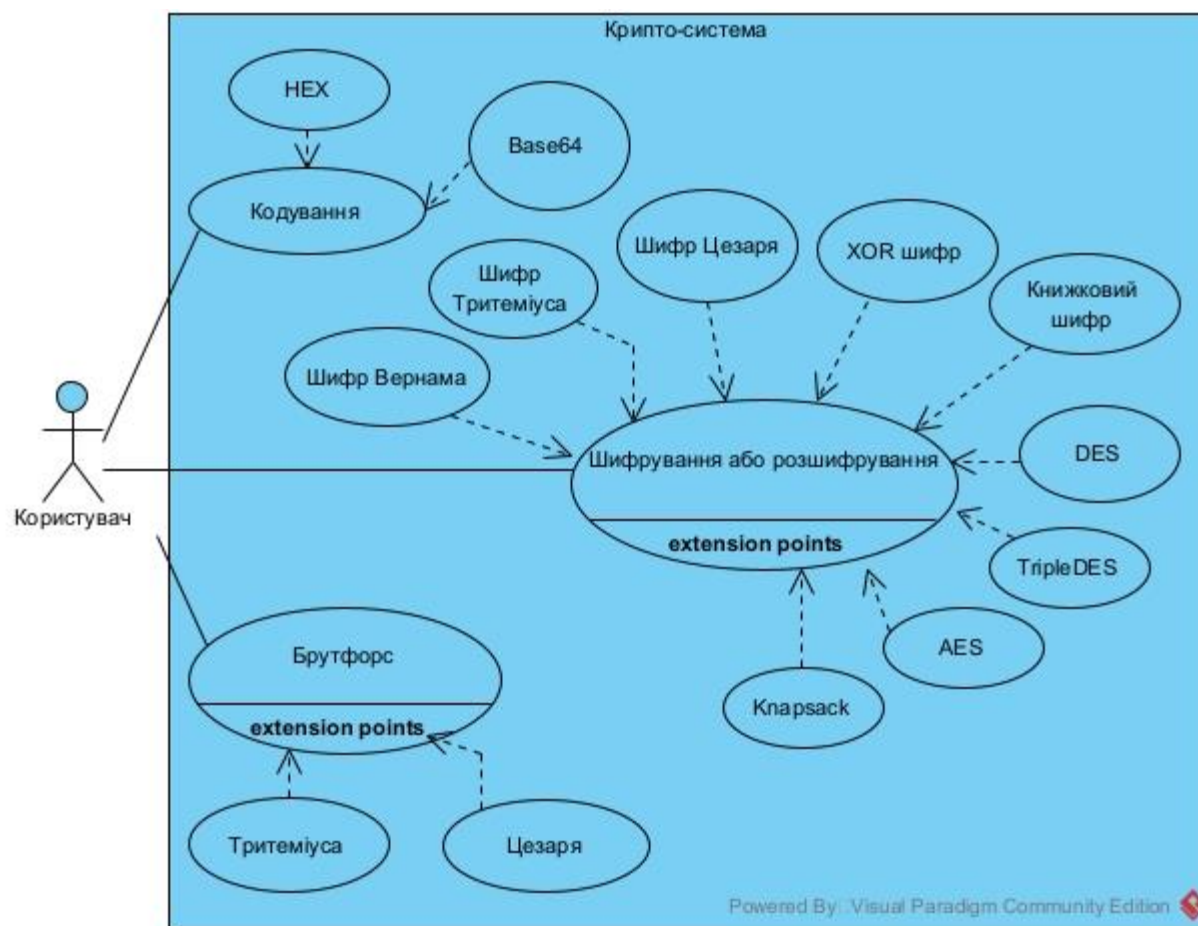 Крипто-система
HEX
Base64
Кодування
Шифр Цезаря
XOR шифр
Шифр
Тритеміуса
Книжковий
шифр
Шифр Вернама
Шифрування або розшифрування
extension points
DES
TripleDES
AES
Knapsack
Користувач
Брутфорс
extension points
Тритеміуса
Цезаря
Powered By: Visual Paradigm Community Edition